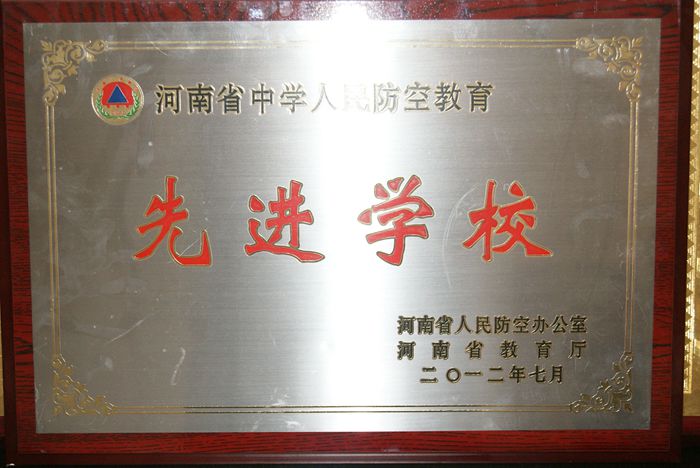 河南省中学人民防空教育
先进学校
河南省人民防空办公室
河南省教育厅
二〇一二年七月